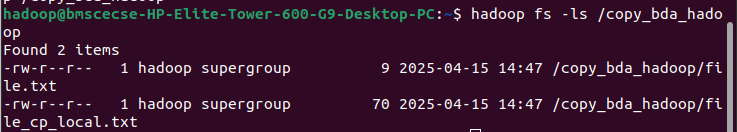 hadoop@bmscecse-HP-Elite-Tower-600-G9-Desktop-PC:~$ hadoop fs -ls /copy_bda_hado
op
Found 2 items
-rw-r--r--   1 hadoop supergroup          9 2025-04-15 14:47 /copy_bda_hadoop/fi
le.txt
-rw-r--r--   1 hadoop supergroup         70 2025-04-15 14:47 /copy_bda_hadoop/fi
le_cp_local.txt